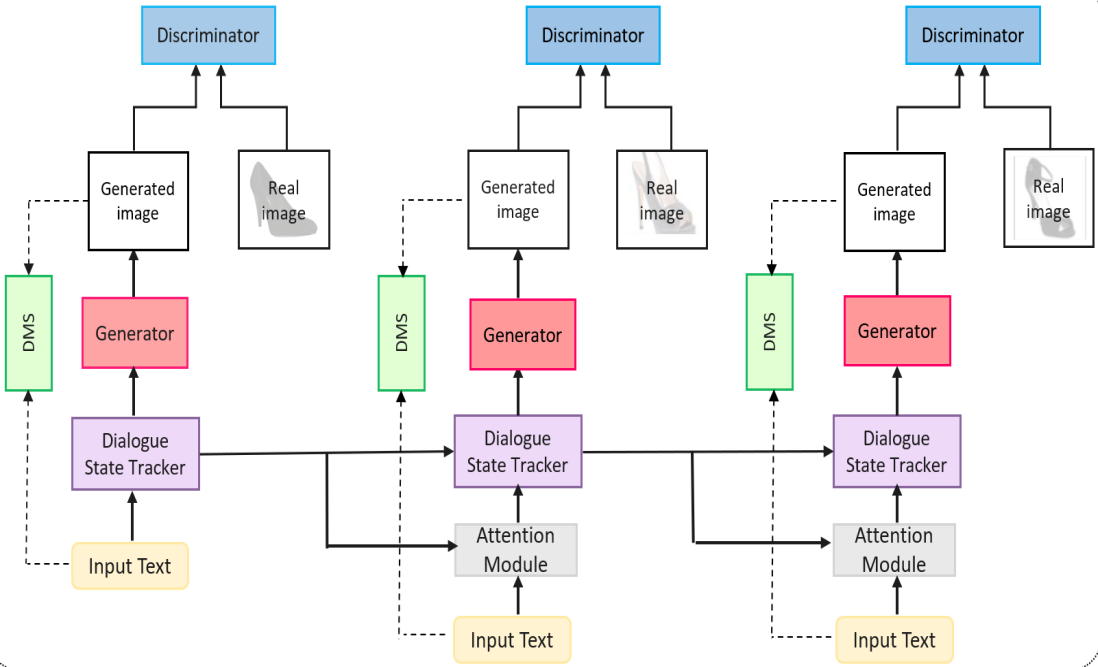 Discriminator
Discriminator
Discriminator
Generated
image
Real
image
Generated
image
Real
image
Generated
image
Real
image
DMS
Generator
DMS
Generator
DMS
Generator
Dialogue
State Tracker
Dialogue
State Tracker
Dialogue
State Tracker
Attention
Module
Attention
Module
Input Text
Input Text
Input Text